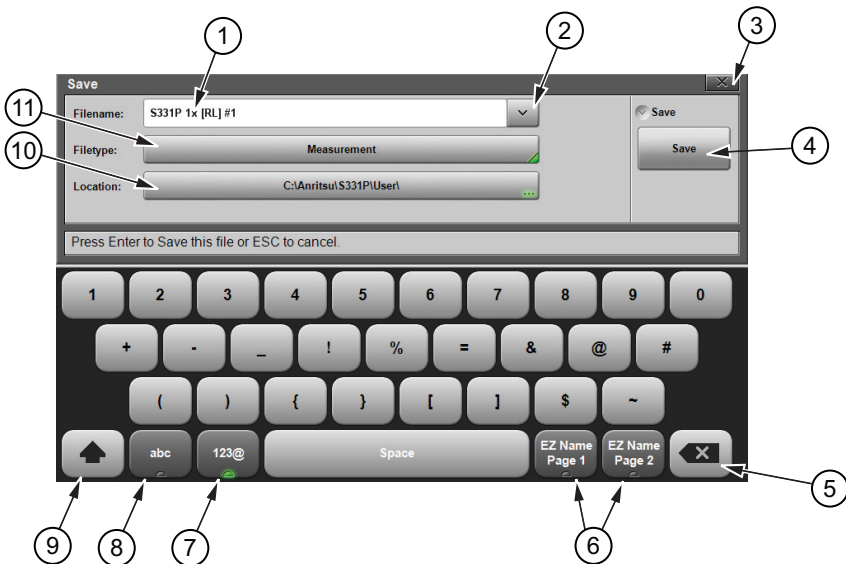 1 2 3
Save
Filename: S331P 1x [RL] #1 Save
11
Filetype: Measurement Save 4
10
Location: C:\Anritsu\S331P\User\ ...
Press Enter to Save this file or ESC to cancel.
1 2 3 4 5 6 7 8 9 0
+ - _ ! % = & @ #
( ) { } [ ] $ ~
abc 123@ Space EZ Name Page 1 EZ Name Page 2
5
9 8 7 6